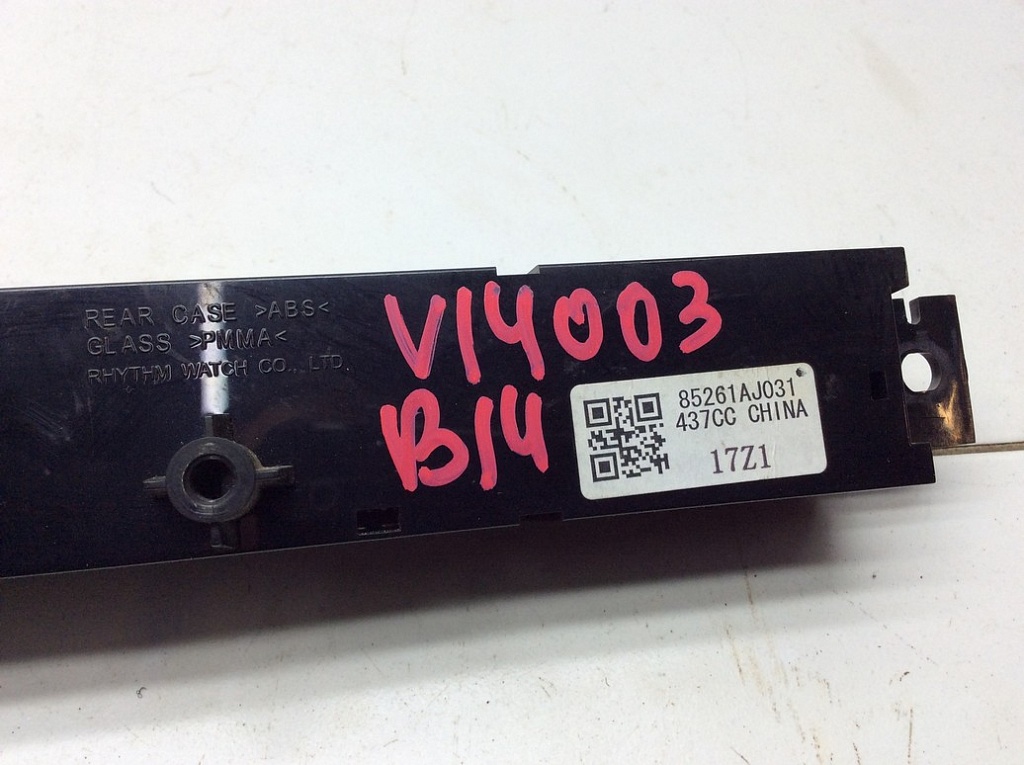 REAR CASE >ABS<
GLASS >PMMA<
RHYTHM WATCH CO., LTD.
V14003
B14
85261AJ031
437CC CHINA
17Z1